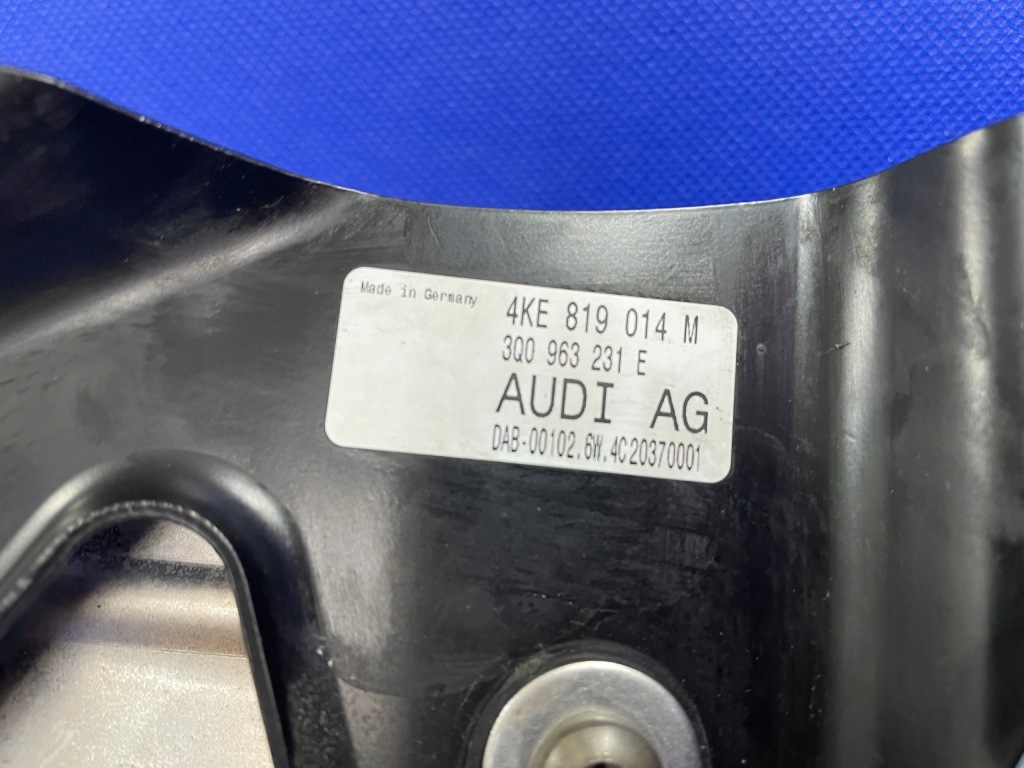 Made in Germany
4KE 819 014 M
3Q0 963 231 E
AUDI AG
DAB-00102.6W.4C20370001